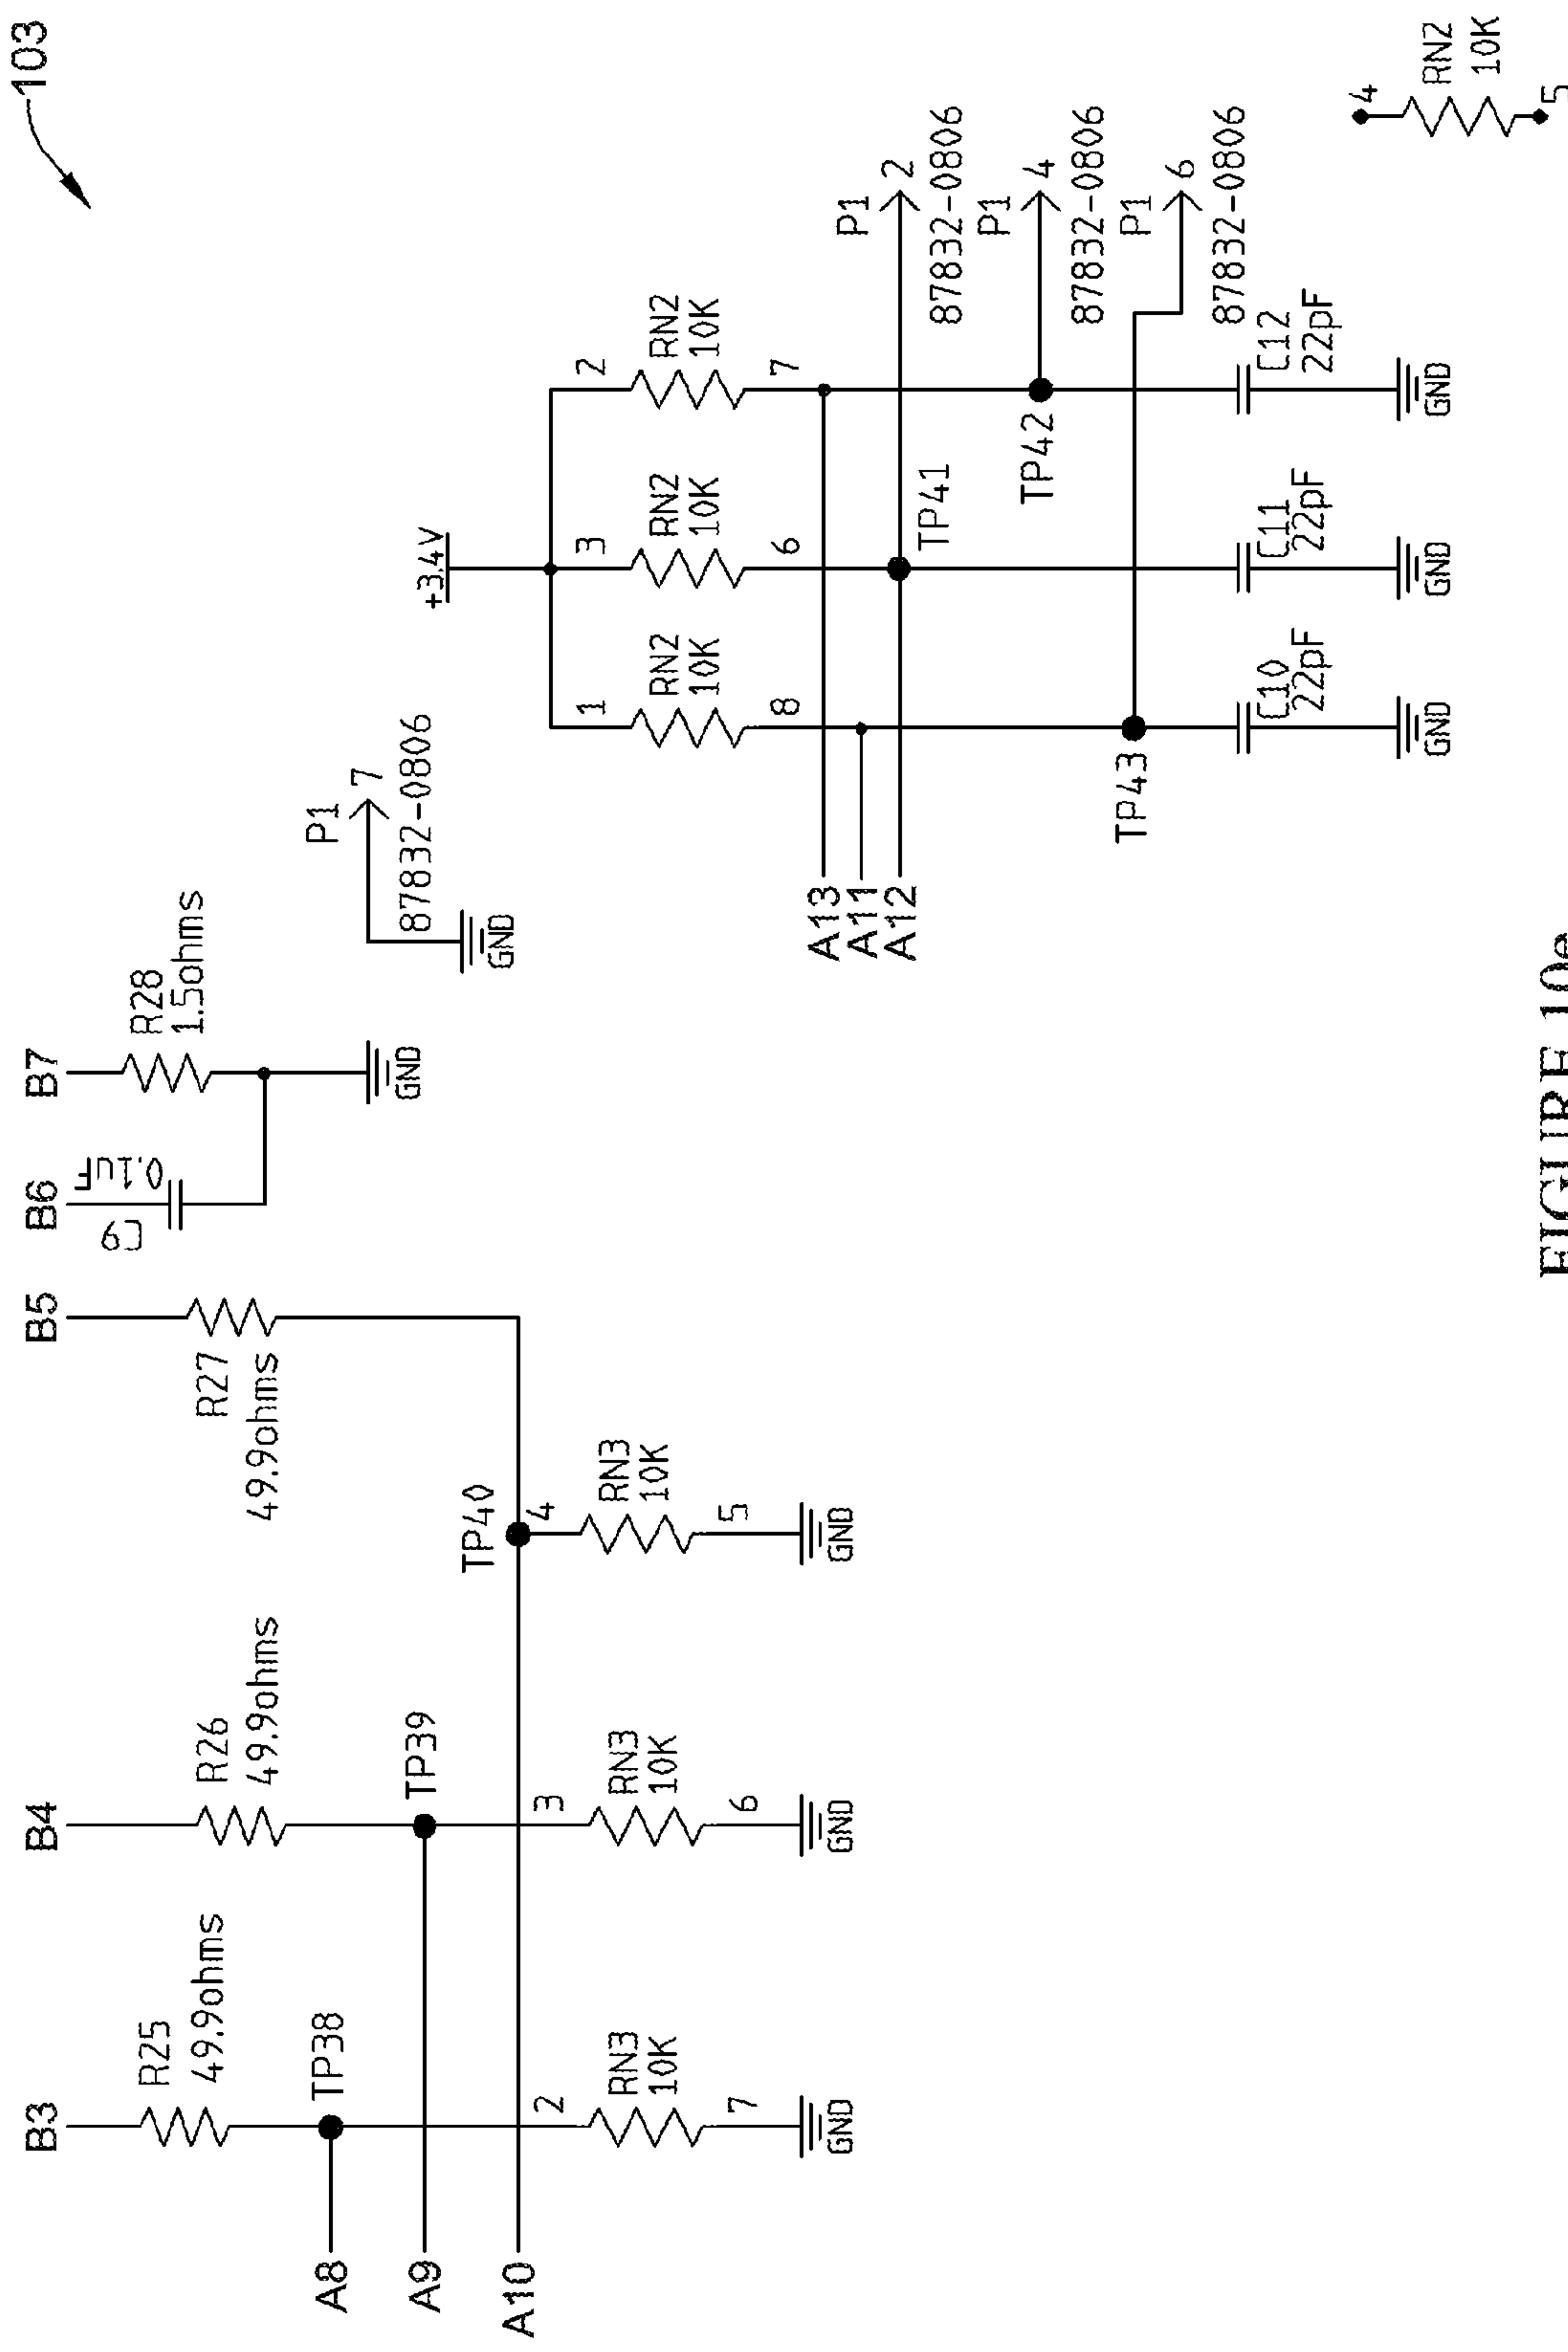 103
B3
B4
B5
B6
B7
R25
49.9ohms
R26
49.9ohms
R27
49.9ohms
C9
0.1uF
R28
1.5ohms
GND
P1
7
87832-0806
GND
A8
A9
A10
TP38
TP39
TP40
2
RN3
10K
7
GND
3
RN3
10K
6
GND
4
RN3
10K
5
GND
+3.4V
1
RN2
10K
8
3
RN2
10K
6
2
RN2
10K
7
A13
A11
A12
TP41
TP42
TP43
P1
2
87832-0806
P1
4
87832-0806
P1
6
87832-0806
C10
22pF
GND
C11
22pF
GND
C12
22pF
GND
4
RN2
10K
5
FIGURE 10e